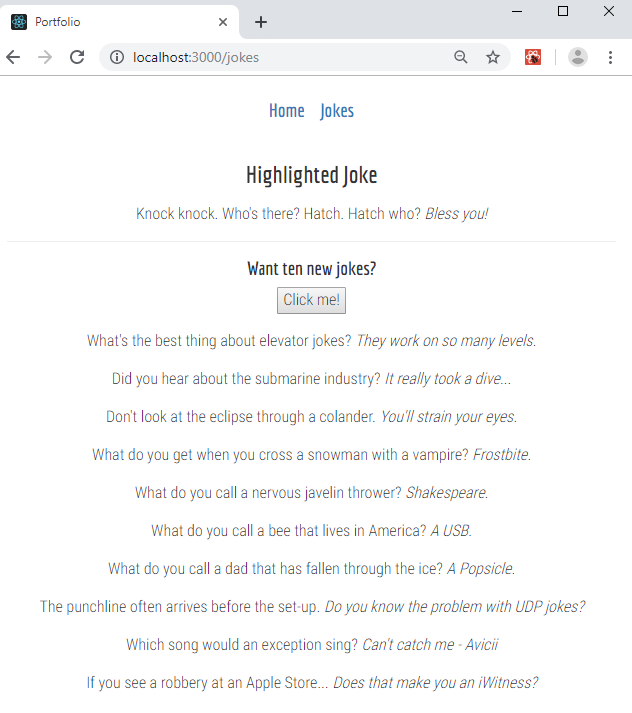 Portfolio
localhost:3000/jokes
Home Jokes
Highlighted Joke
Knock knock. Who's there? Hatch. Hatch who? Bless you!
Want ten new jokes?
Click me!
What's the best thing about elevator jokes? They work on so many levels.
Did you hear about the submarine industry? It really took a dive...
Don't look at the eclipse through a colander. You'll strain your eyes.
What do you get when you cross a snowman with a vampire? Frostbite.
What do you call a nervous javelin thrower? Shakespeare.
What do you call a bee that lives in America? A USB.
What do you call a dad that has fallen through the ice? A Popsicle.
The punchline often arrives before the set-up. Do you know the problem with UDP jokes?
Which song would an exception sing? Can't catch me - Avicii
If you see a robbery at an Apple Store... Does that make you an iWitness?